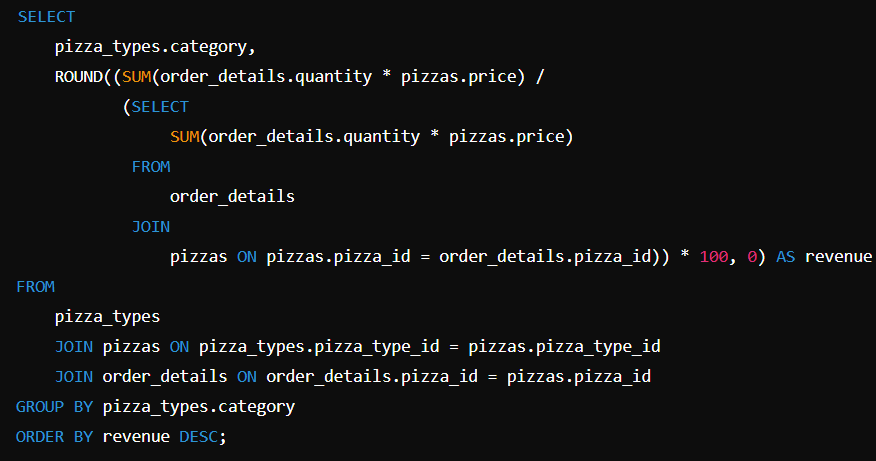 SELECT
pizza_types.category,
ROUND((SUM(order_details.quantity * pizzas.price) /
(SELECT
SUM(order_details.quantity * pizzas.price)
FROM
order_details
JOIN
pizzas ON pizzas.pizza_id = order_details.pizza_id)) * 100, 0) AS revenue
FROM
pizza_types
JOIN pizzas ON pizza_types.pizza_type_id = pizzas.pizza_type_id
JOIN order_details ON order_details.pizza_id = pizzas.pizza_id
GROUP BY pizza_types.category
ORDER BY revenue DESC;